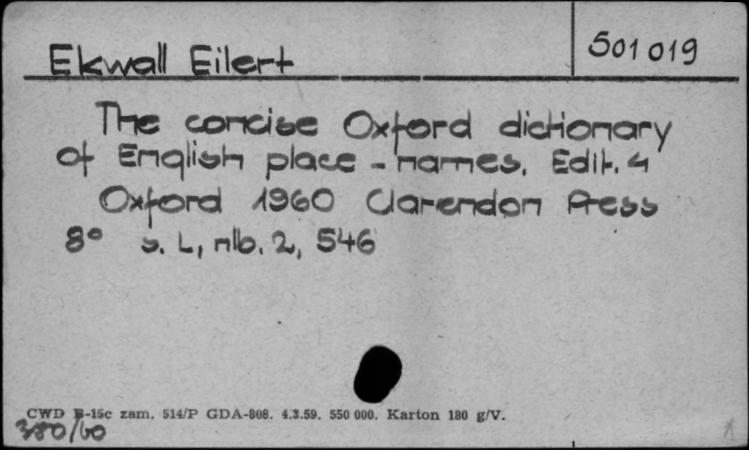 Ekwall Eilert
501 019
The concise Oxford dictionary
of English place-names. Edit. 4
Oxford 1960 Clarendon Press
8° s. L, nlb. 2, 546
CWD B-15c zam. 514/P GDA-808. 4.3.59. 550 000. Karton 180 g/V.
380/60